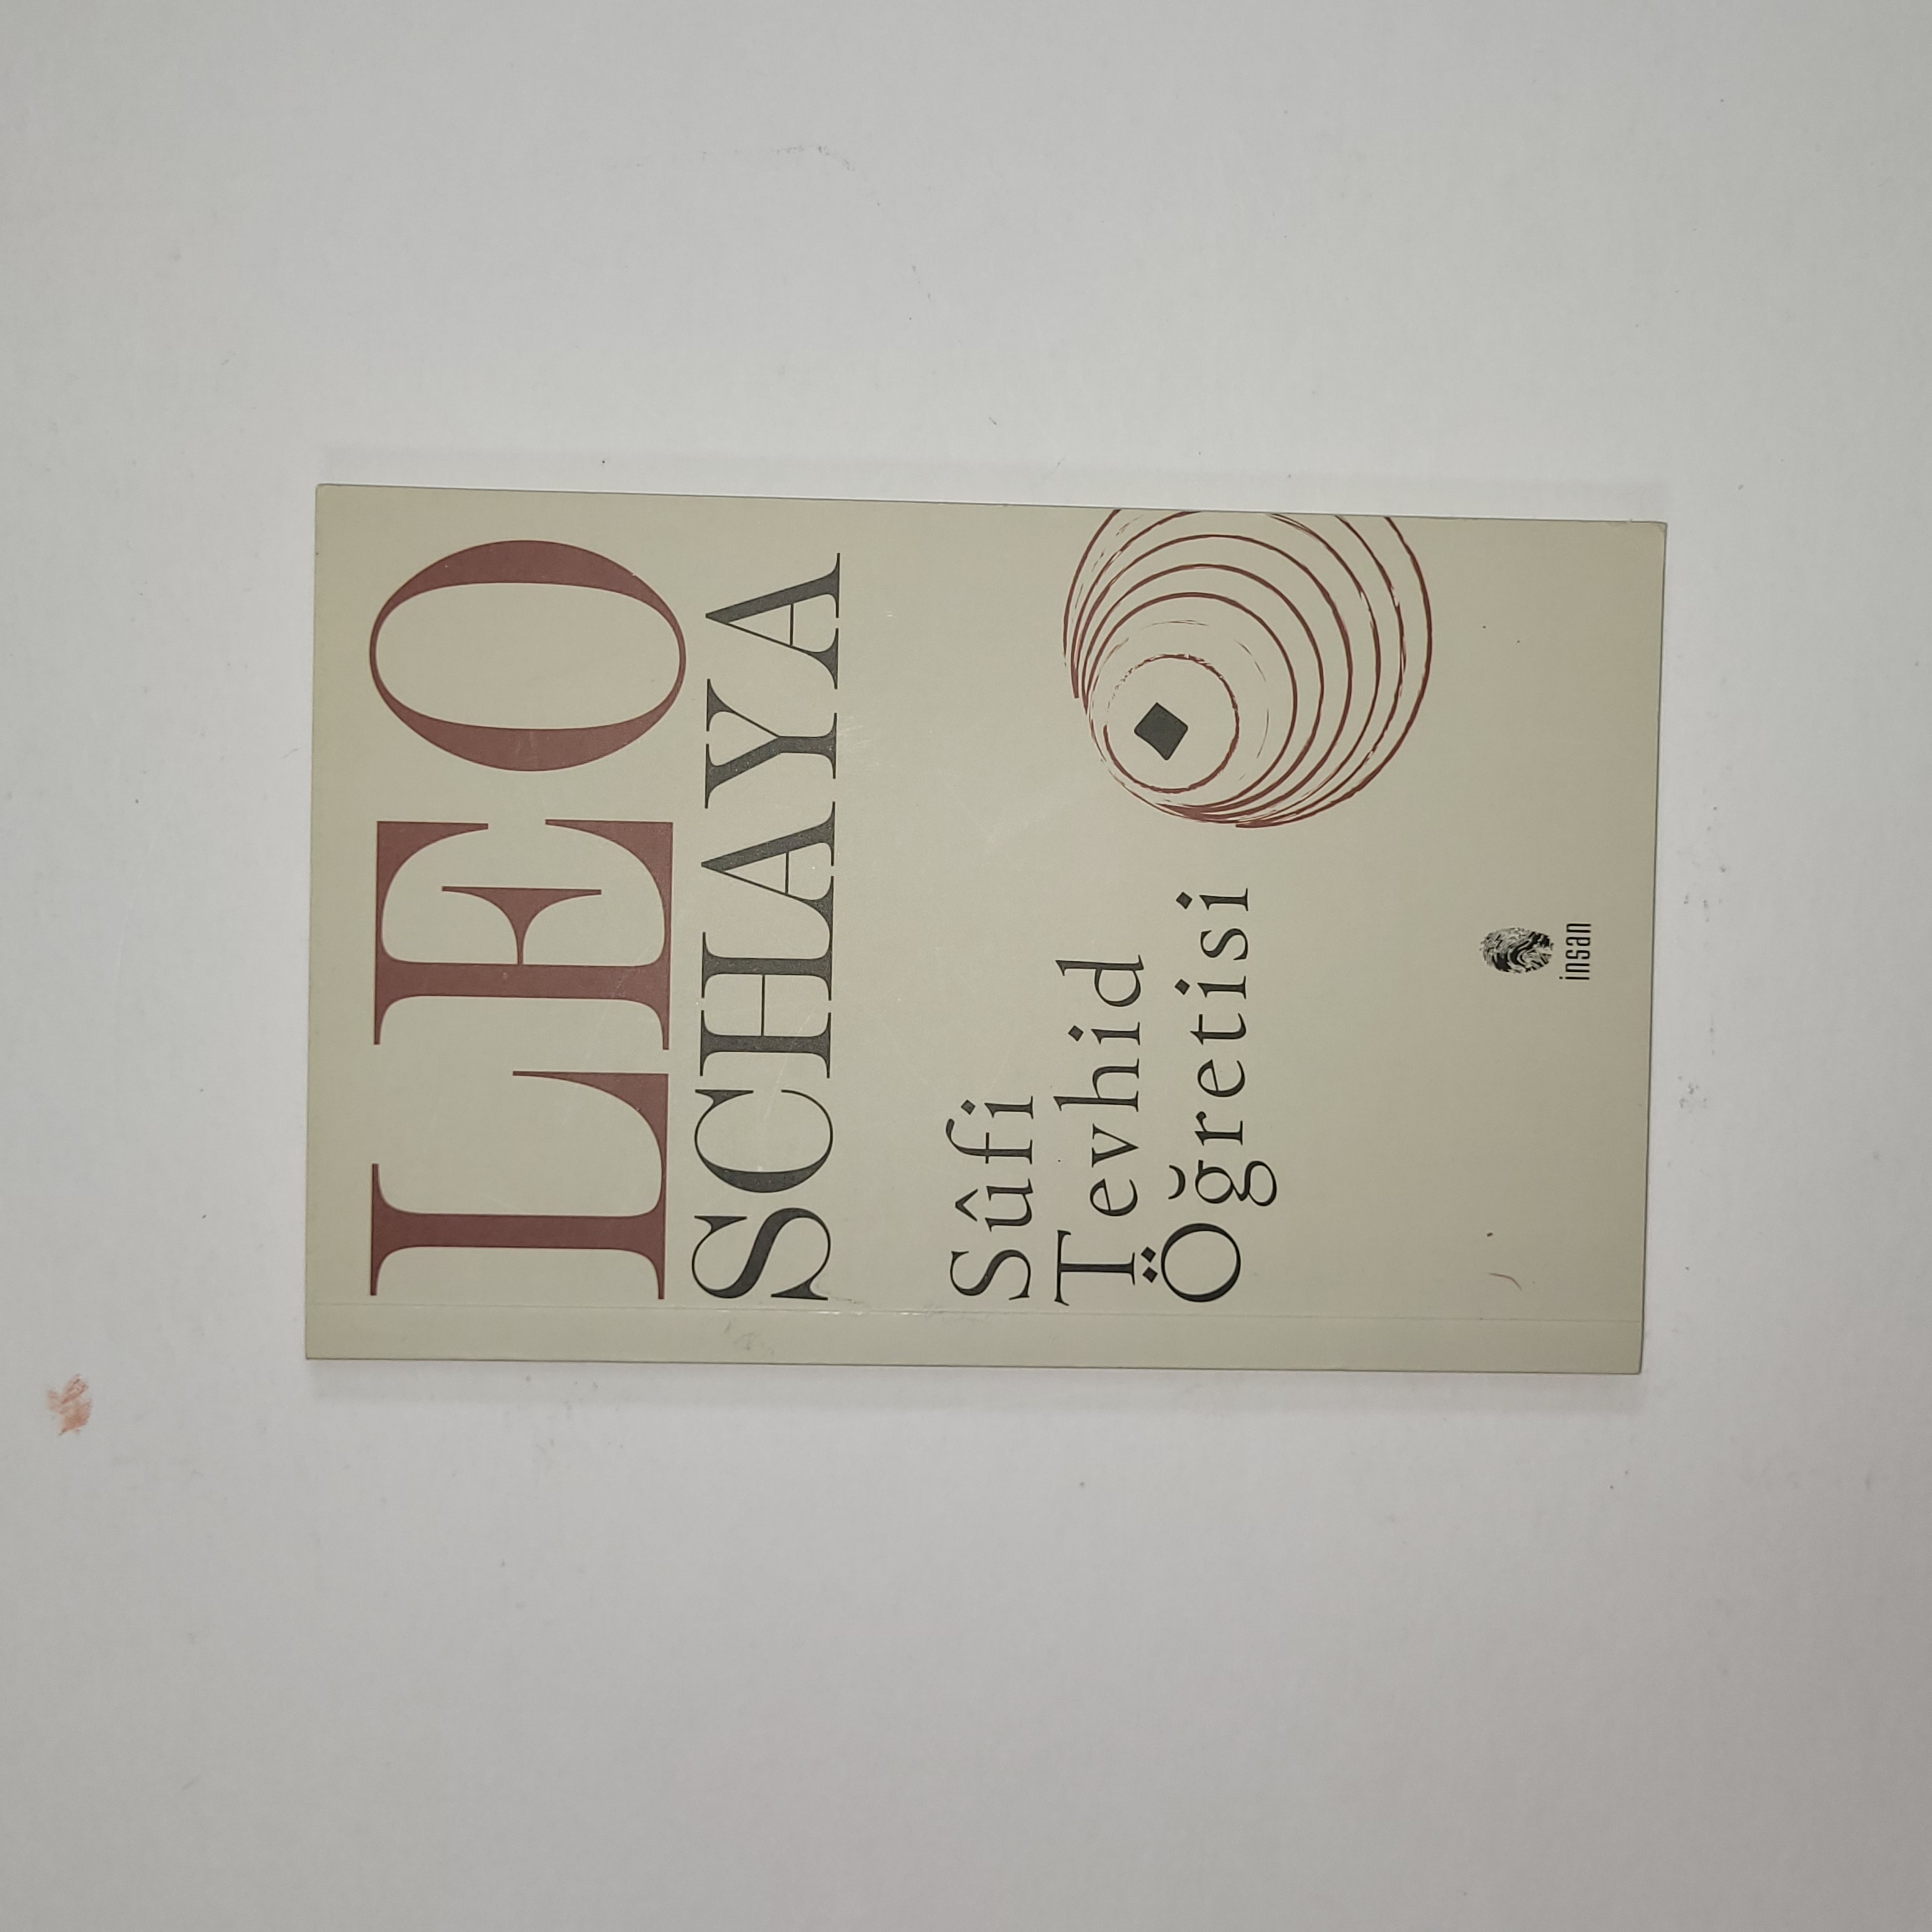 LEO
SCHAYA
Sûfi
Tevhid
Öğretisi
insan